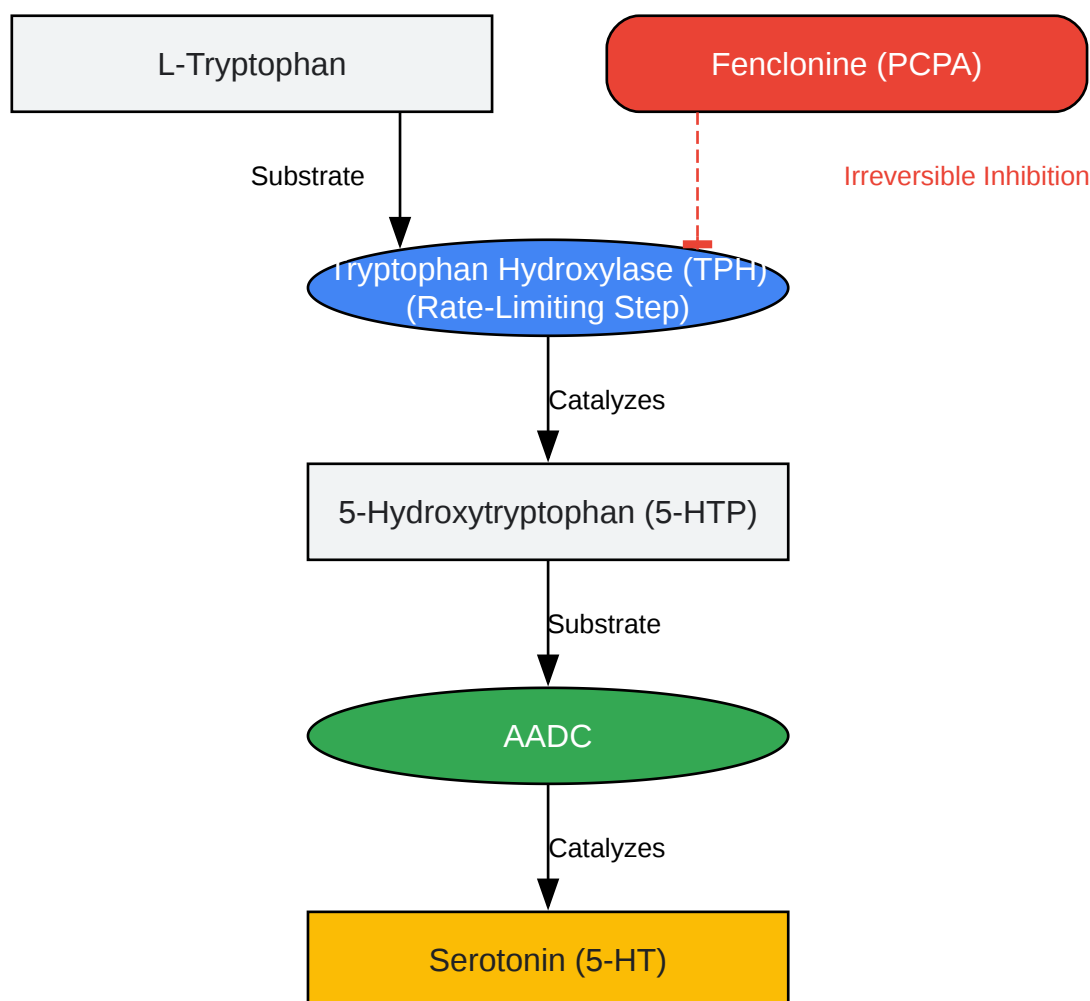 L-Tryptophan
Fenclonine (PCPA)
Substrate
Irreversible Inhibition
Tryptophan Hydroxylase (TPH)
(Rate-Limiting Step)
Catalyzes
5-Hydroxytryptophan (5-HTP)
Substrate
AADC
Catalyzes
Serotonin (5-HT)